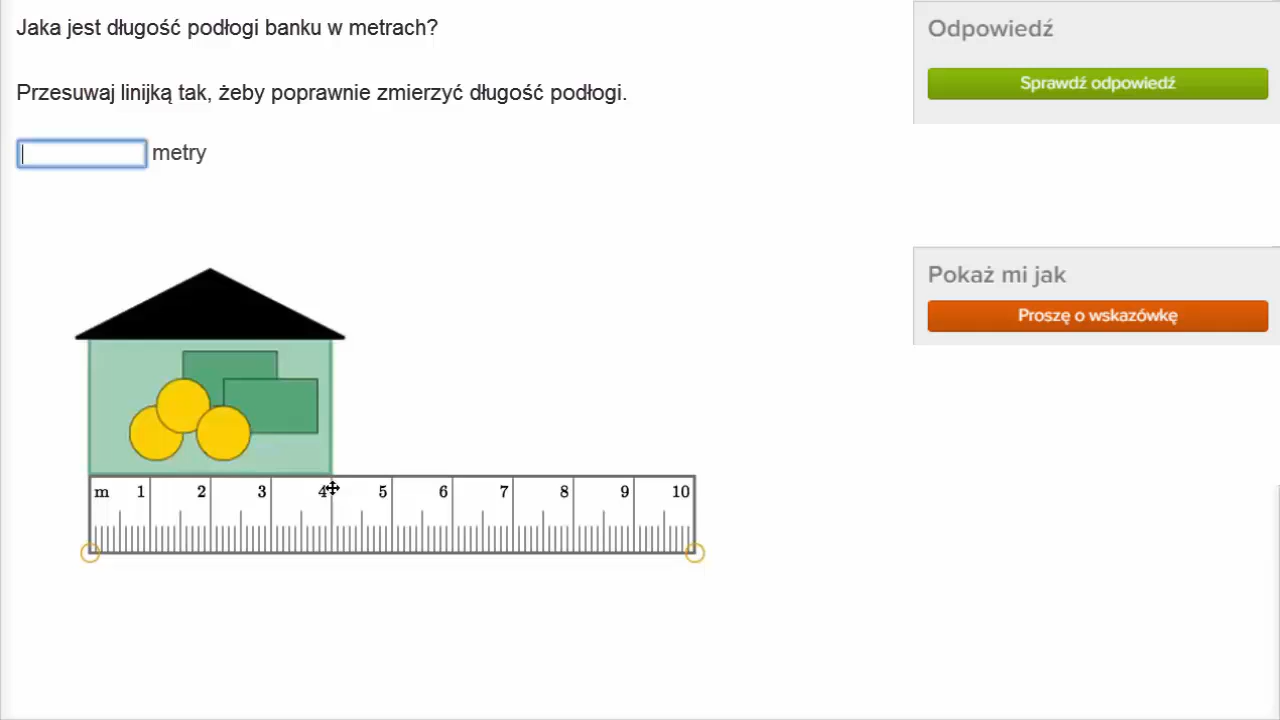 Jaka jest długość podłogi banku w metrach?
Przesuwaj linijką tak, żeby poprawnie zmierzyć długość podłogi.
metry
Odpowiedź
Sprawdź odpowiedź
Pokaż mi jak
Proszę o wskazówkę
m 1 2 3 4 5 6 7 8 9 10